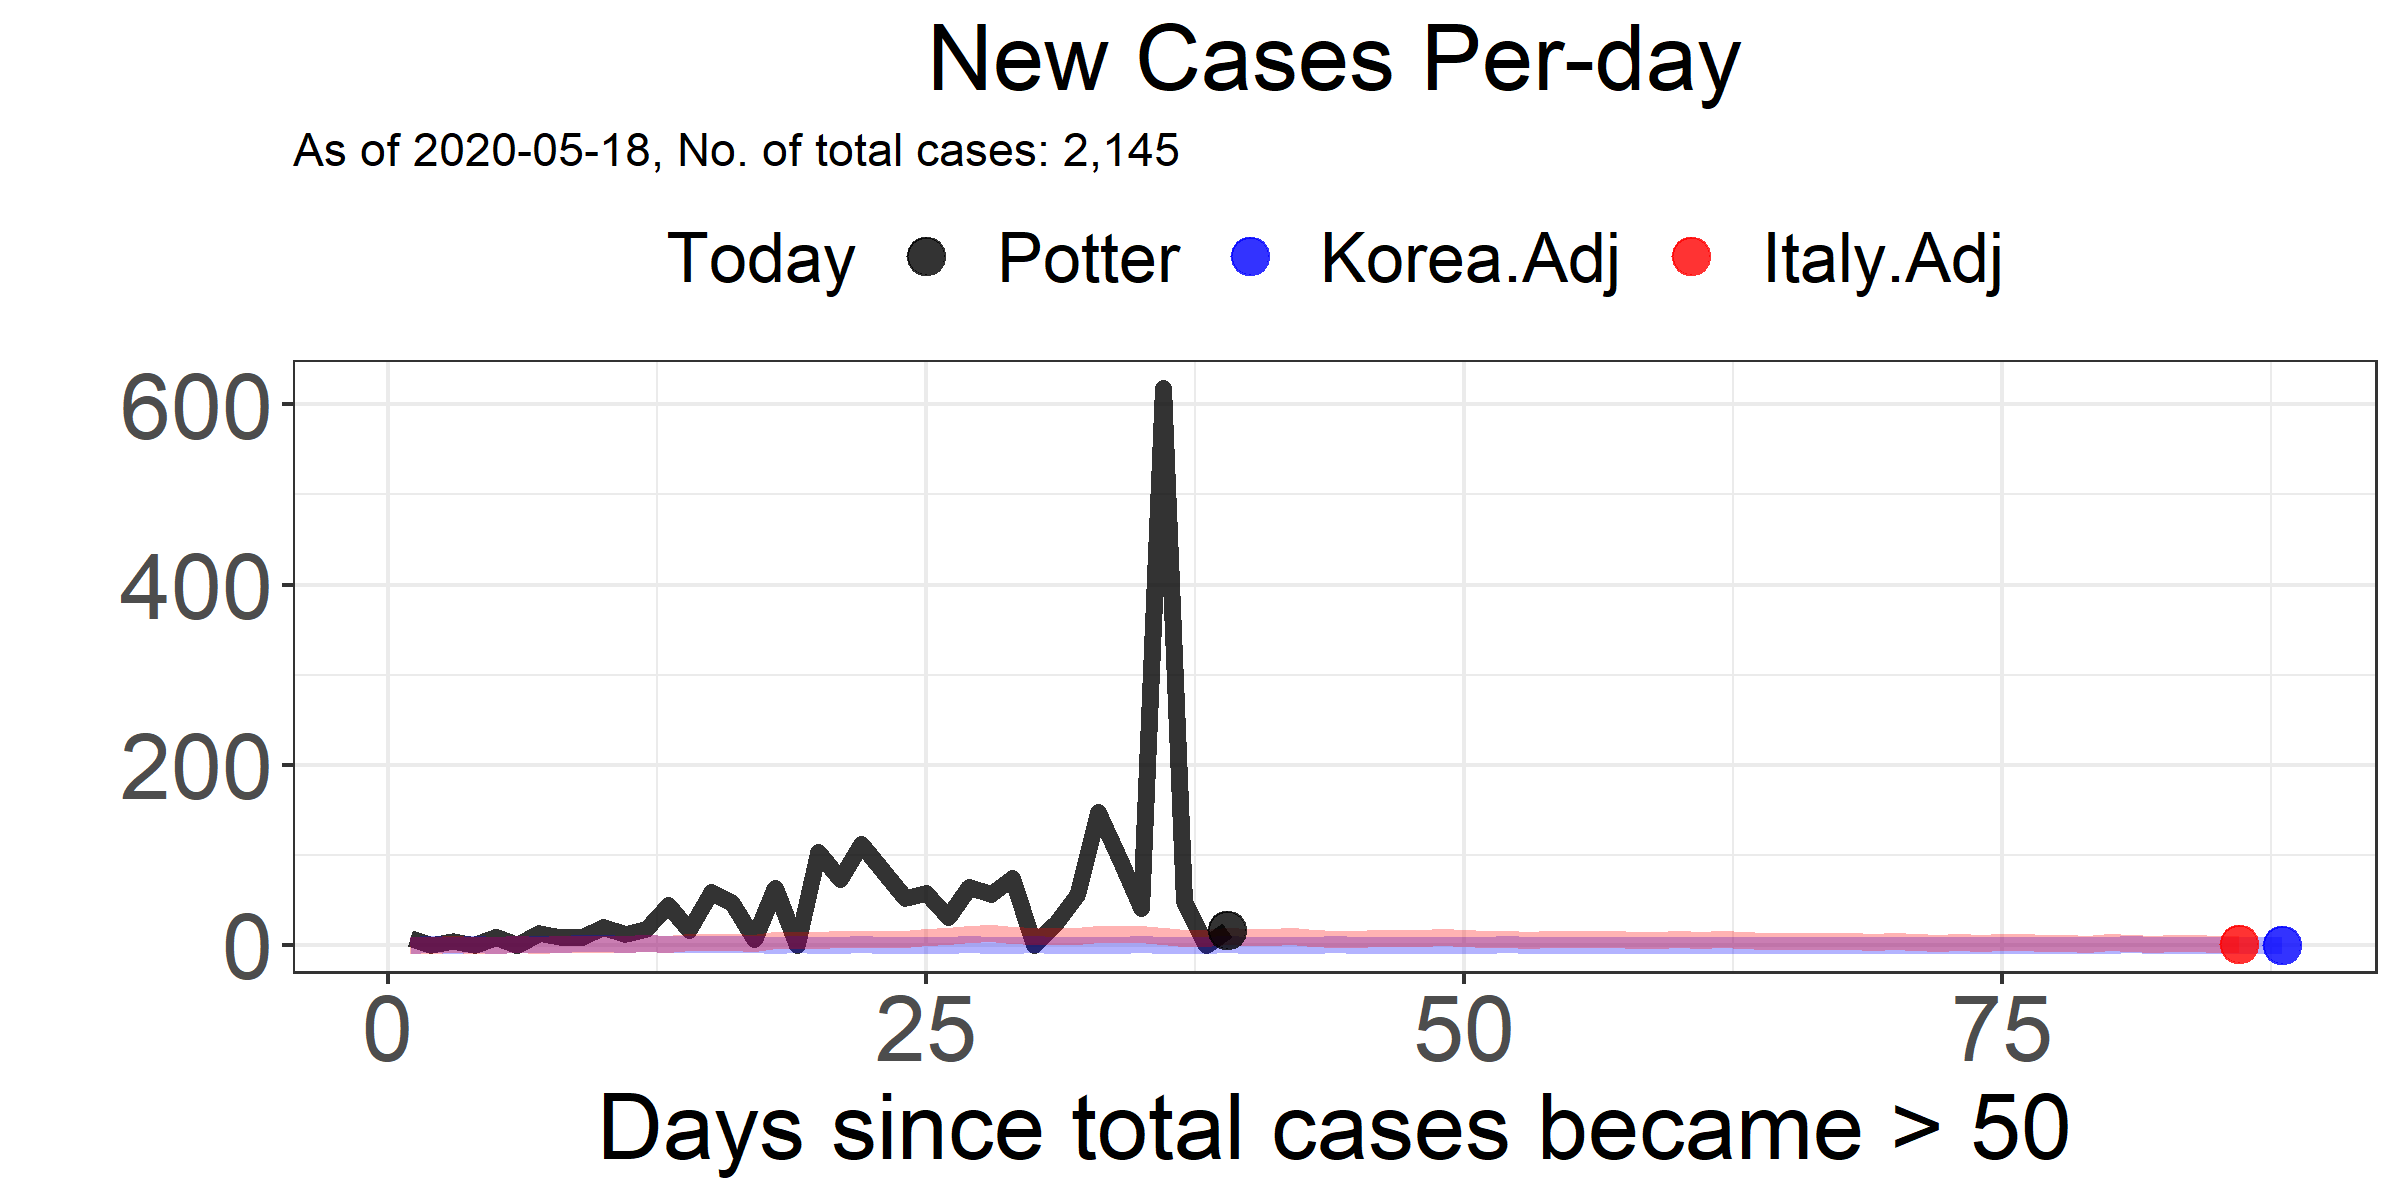 New Cases Per-day
As of 2020-05-18, No. of total cases: 2,145
Today Potter Korea.Adj Italy.Adj
600
400
200
0
0 25 50 75
Days since total cases became > 50